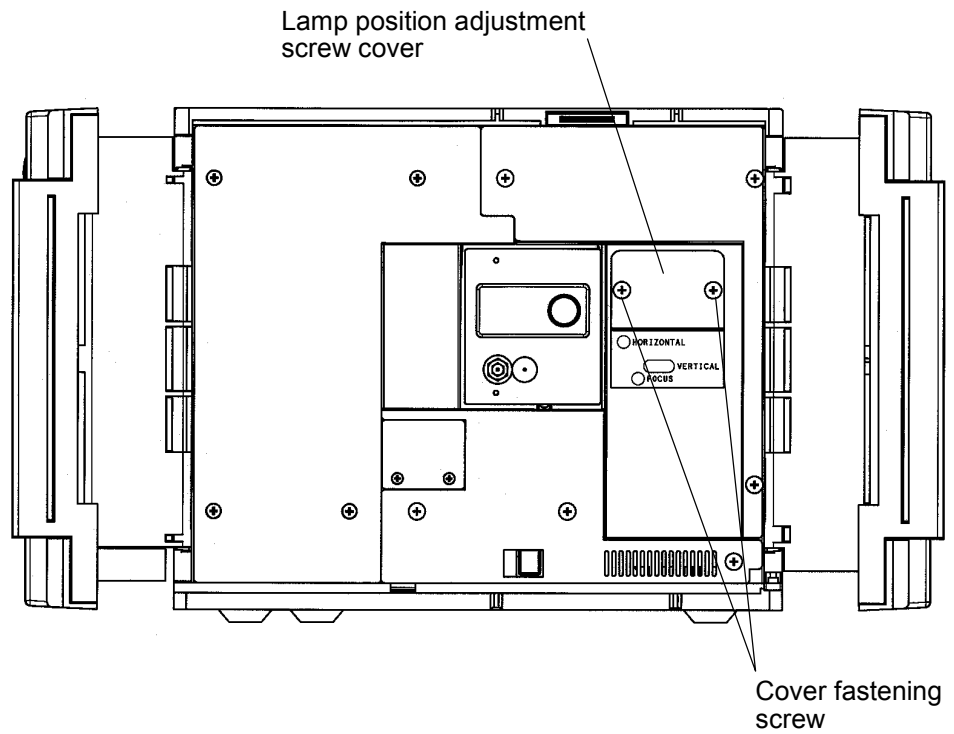 Lamp position adjustment
screw cover
HORIZONTAL
VERTICAL
FOCUS
Cover fastening
screw